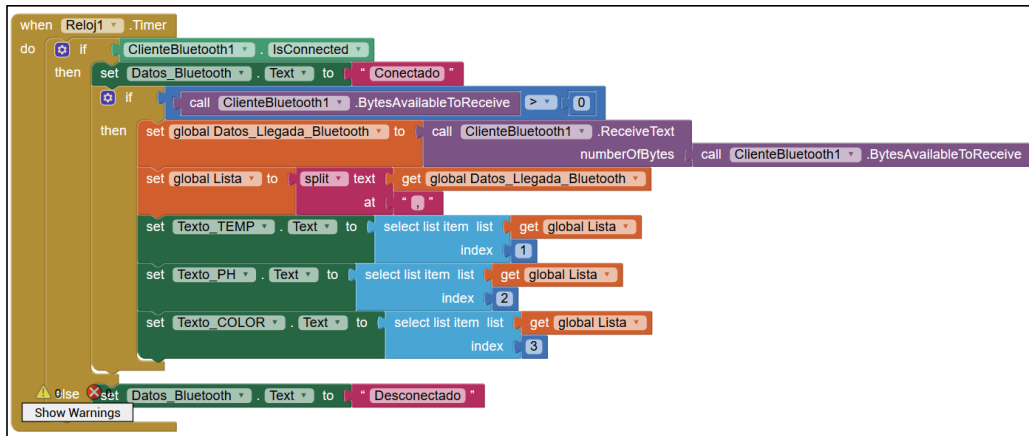 when Reloj1 .Timer
do if ClienteBluetooth1 . IsConnected
then set Datos_Bluetooth . Text to " Conectado "
if call ClienteBluetooth1 .BytesAvailableToReceive > 0
then set global Datos_Llegada_Bluetooth to call ClienteBluetooth1 .ReceiveText
numberOfBytes call ClienteBluetooth1 .BytesAvailableToReceive
set global Lista to split text get global Datos_Llegada_Bluetooth
at " , "
set Texto_TEMP . Text to select list item list get global Lista
index 1
set Texto_PH . Text to select list item list get global Lista
index 2
set Texto_COLOR . Text to select list item list get global Lista
index 3
else set Datos_Bluetooth . Text to " Desconectado "
Show Warnings